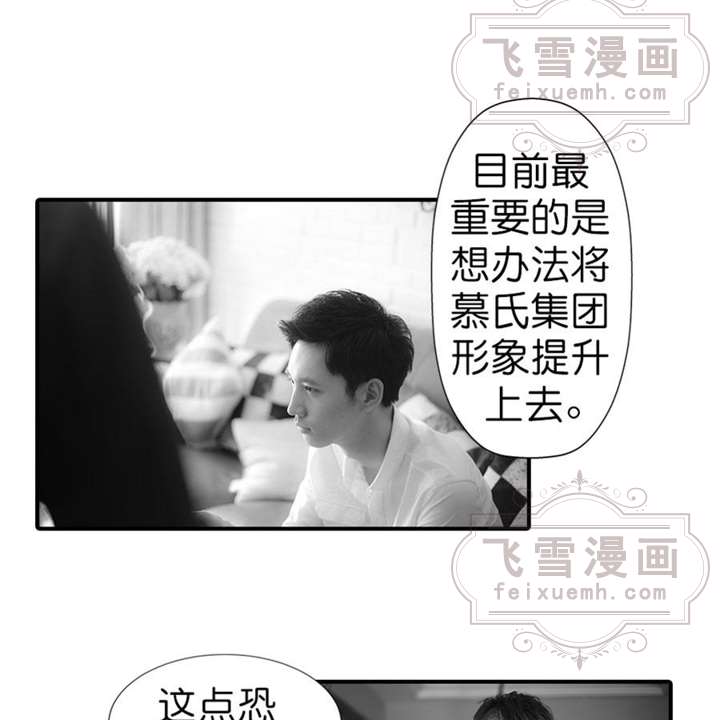 飞雪漫画
feixuemh.com
目前最
重要的是
想办法将
慕氏集团
形象提升
上去。
飞雪漫画
feixuemh.com
这点恐